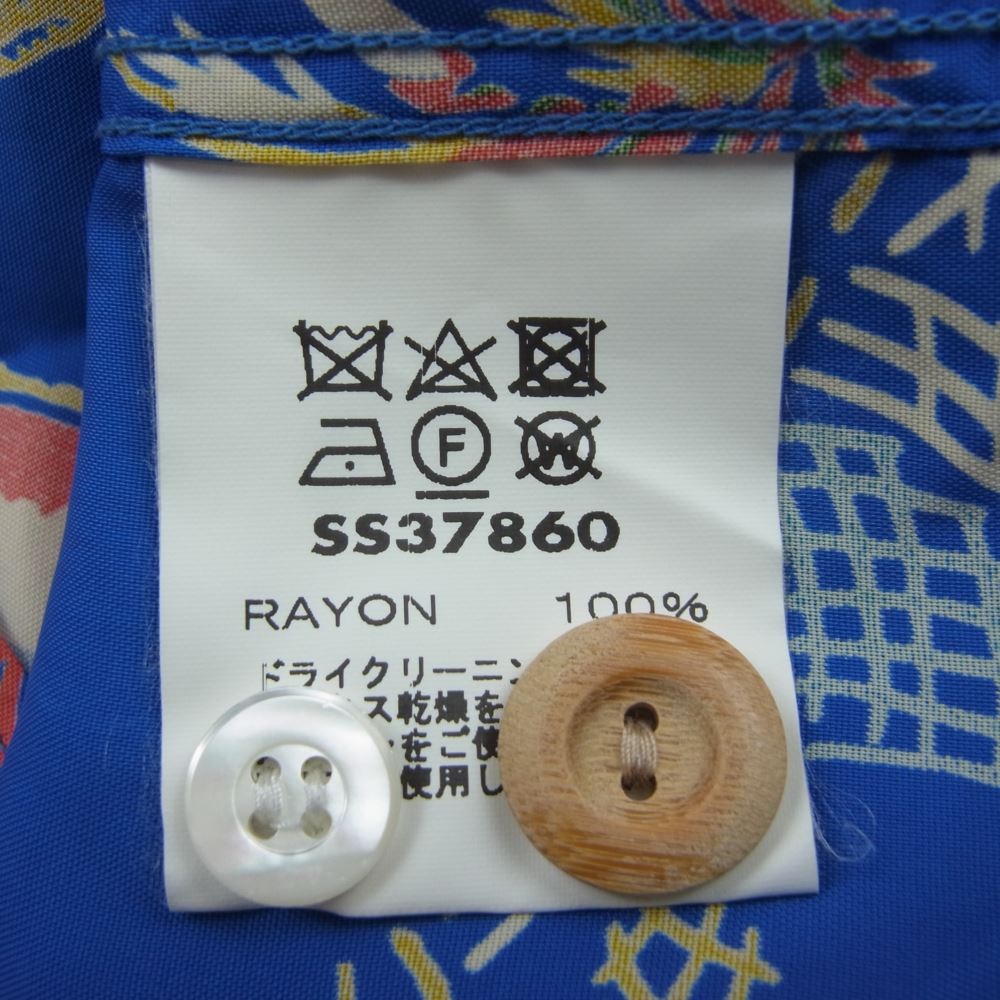 F W
SS37860
RAYON 100%
ドライクリーニン
ス乾燥を
をご使
使用し